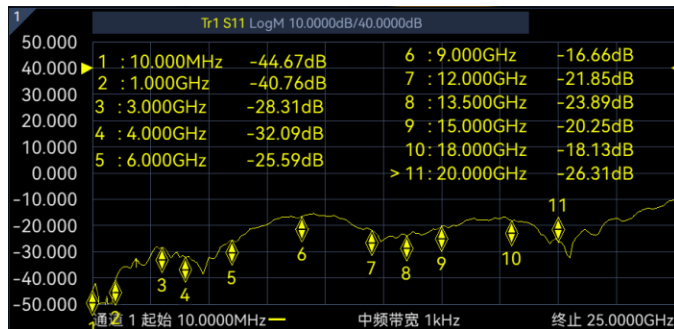 1
Tr1 S11 LogM 10.0000dB/40.0000dB
50.000
40.000
30.000
20.000
10.000
0.000
-10.000
-20.000
-30.000
-40.000
-50.000
1 :10.000MHz -44.67dB
2 :1.000GHz -40.76dB
3 :3.000GHz -28.31dB
4 :4.000GHz -32.09dB
5 :6.000GHz -25.59dB
6 :9.000GHz -16.66dB
7 :12.000GHz -21.85dB
8 :13.500GHz -23.89dB
9 :15.000GHz -20.25dB
10:18.000GHz -18.13dB
>11:20.000GHz -26.31dB
1
2
3
4
5
6
7
8
9
10
11
通道 1 起始 10.0000MHz 中频带宽 1kHz 终止 25.0000GHz